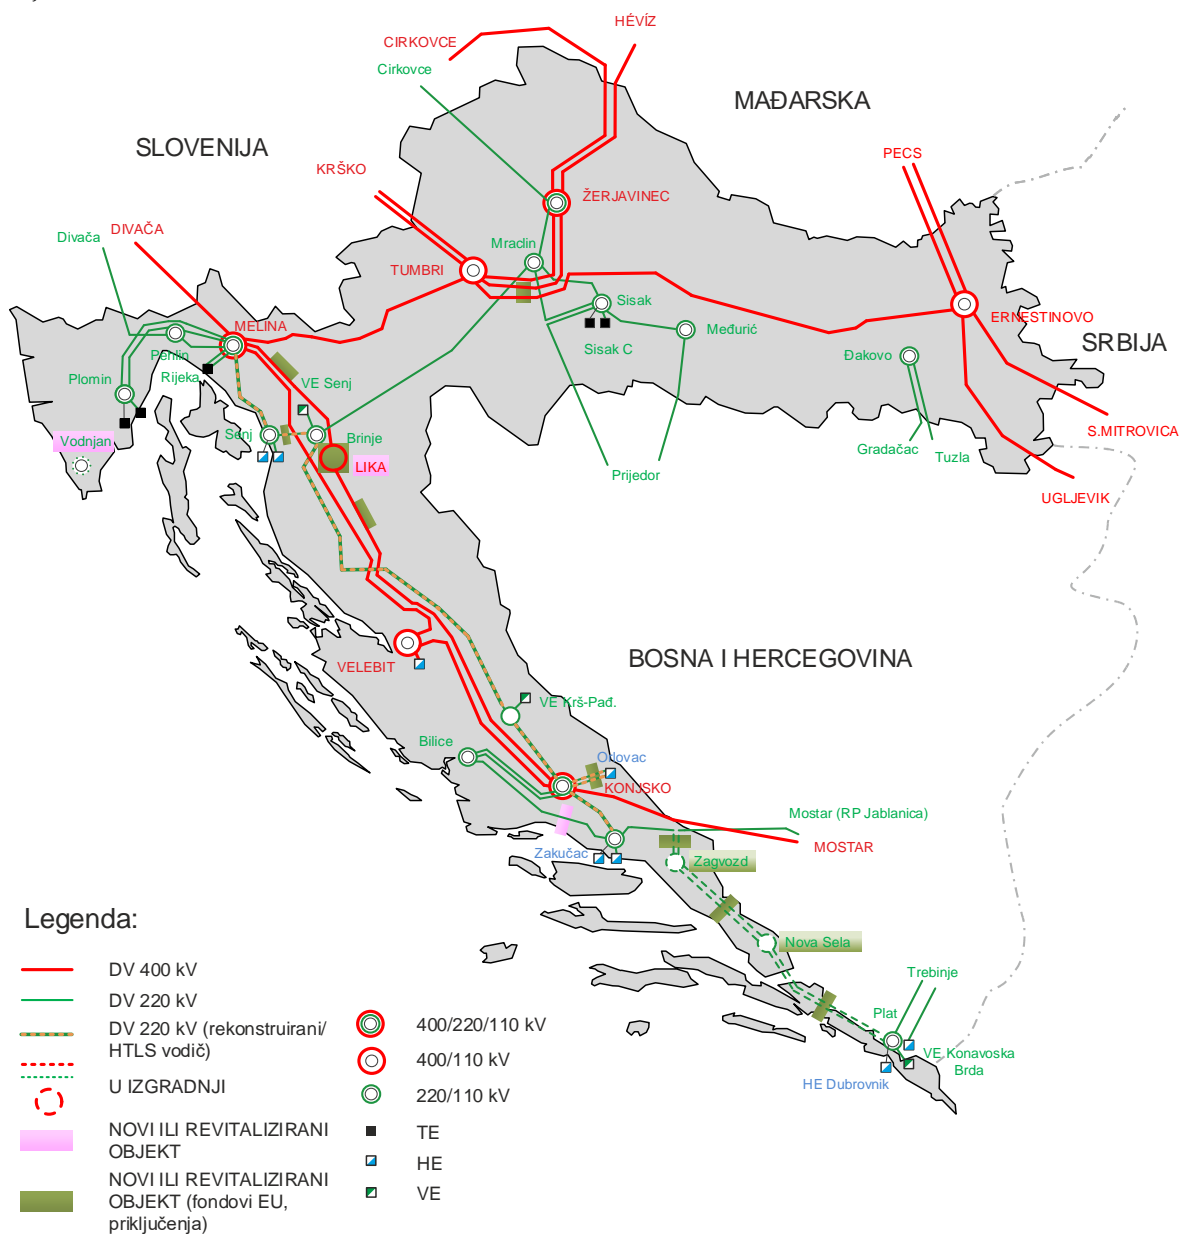 HÉVÍZ
CIRKOVCE
Cirkovce
MAĐARSKA
SLOVENIJA
PECS
KRŠKO
ŽERJAVINEC
DIVAČA
Divača
Mraclin
TUMBRI
Sisak
MELINA
Međurić
ERNESTINOVO
SRBIJA
Sisak C
Pehlin
Đakovo
Rijeka
Plomin
VE Senj
S.MITROVICA
Vodnjan
Senj
Brinje
Gradačac
Tuzla
LIKA
Prijedor
UGLJEVIK
VELEBIT
BOSNA I HERCEGOVINA
VE Krš-Pađ.
Bilice
Orlovac
KONJSKO
Mostar (RP Jablanica)
MOSTAR
Zakučac
Zagvozd
Nova Sela
Trebinje
Plat
VE Konavoska
Brda
HE Dubrovnik
Legenda:
DV 400 kV
DV 220 kV
DV 220 kV (rekonstruirani/
HTLS vodič)
U IZGRADNJI
NOVI ILI REVITALIZIRANI
OBJEKT
NOVI ILI REVITALIZIRANI
OBJEKT (fondovi EU,
priključenja)
400/220/110 kV
400/110 kV
220/110 kV
TE
HE
VE